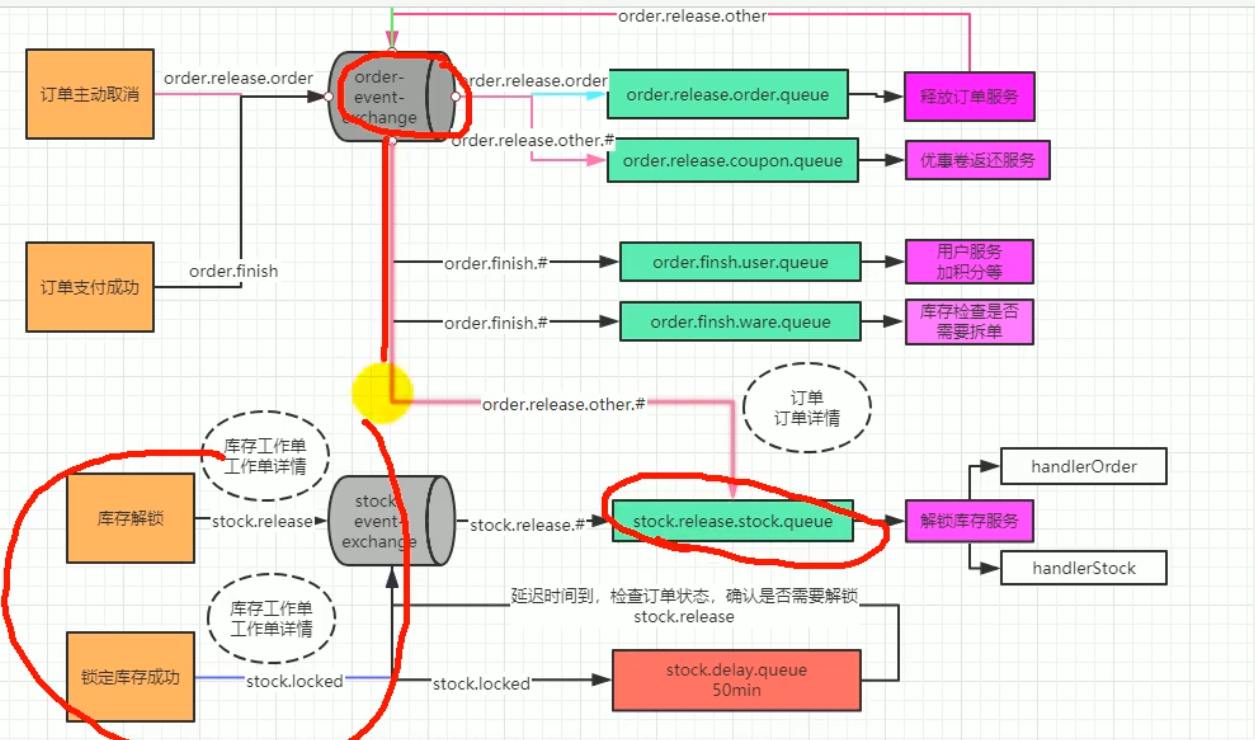 order.release.other
订单主动取消
order.release.order
order-
event-
exchange
order.release.order
order.release.order.queue
释放订单服务
order.release.other.#
order.release.coupon.queue
优惠卷返还服务
订单支付成功
order.finish
order.finish.#
order.finsh.user.queue
用户服务
加积分等
order.finish.#
order.finsh.ware.queue
库存检查是否
需要拆单
order.release.other.#
订单
订单详情
库存工作单
工作单详情
库存解锁
stock.release
stock-
event-
exchange
stock.release.#
stock.release.stock.queue
解锁库存服务
handlerOrder
handlerStock
库存工作单
工作单详情
延迟时间到，检查订单状态，确认是否需要解锁
stock.release
锁定库存成功
stock.locked
stock.locked
stock.delay.queue
50min